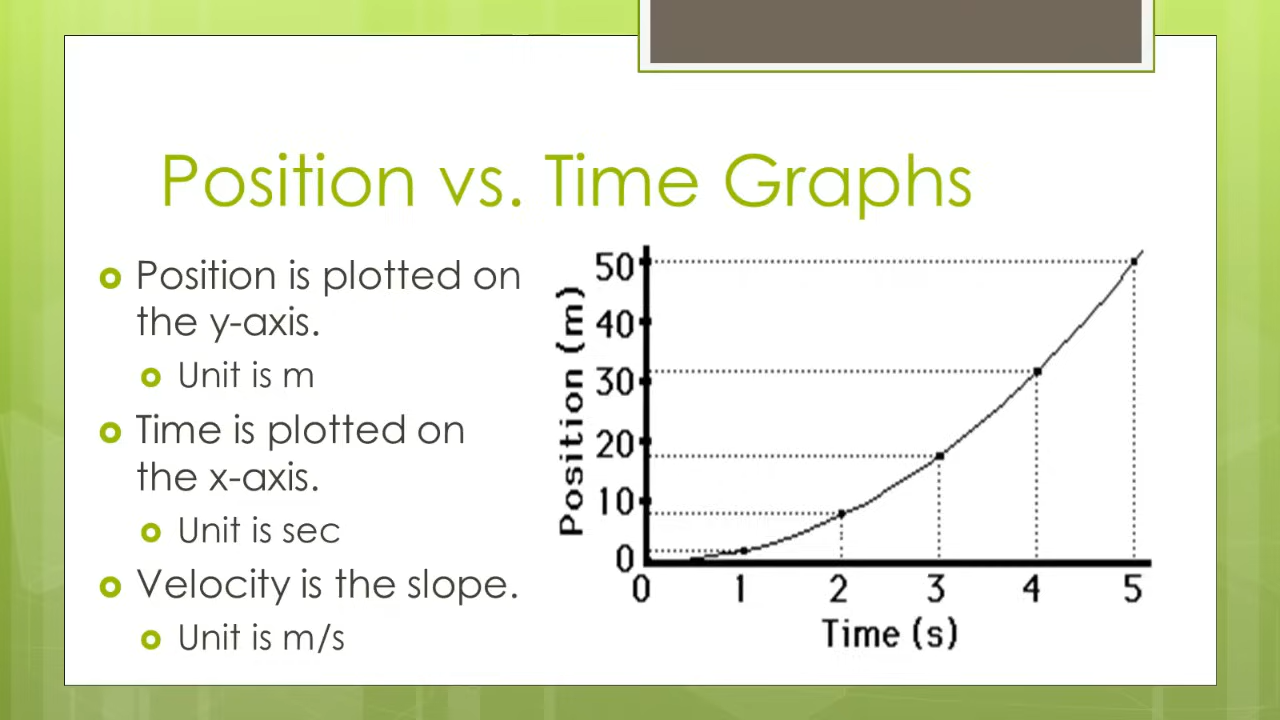 Position vs. Time Graphs
Position is plotted on
the y-axis.
Unit is m
Time is plotted on
the x-axis.
Unit is sec
Velocity is the slope.
Unit is m/s
Position (m)
50
40
30
20
10
0
0 1 2 3 4 5
Time (s)